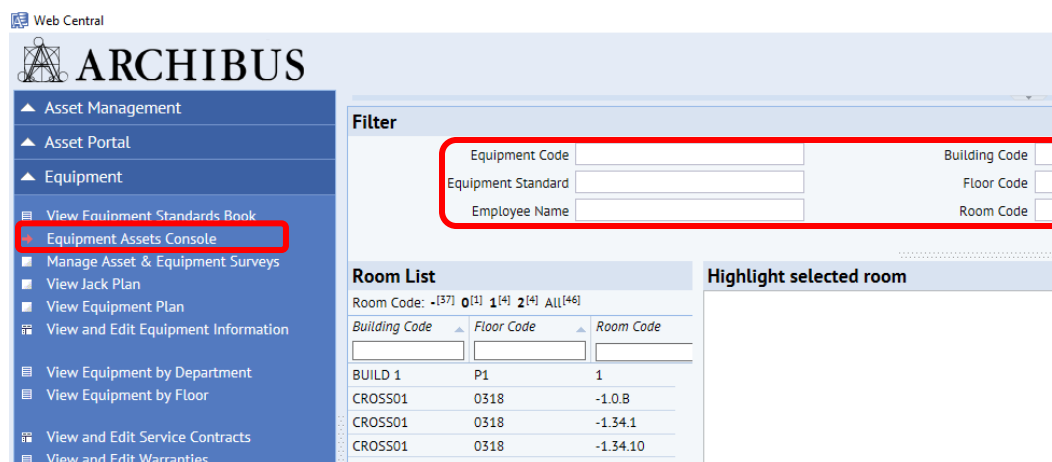 Web Central
ARCHIBUS
Asset Management
Asset Portal
Equipment
View Equipment Standards Book
Equipment Assets Console
Manage Asset & Equipment Surveys
View Jack Plan
View Equipment Plan
View and Edit Equipment Information
View Equipment by Department
View Equipment by Floor
View and Edit Service Contracts
View and Edit Warranties
Filter
Equipment Code
Building Code
Equipment Standard
Floor Code
Employee Name
Room Code
Room List
Room Code: -[37] 0[1] 1[4] 2[4] All[46]
Building Code Floor Code Room Code
BUILD 1 P1 1
CROSS01 0318 -1.0.B
CROSS01 0318 -1.34.1
CROSS01 0318 -1.34.10
Highlight selected room